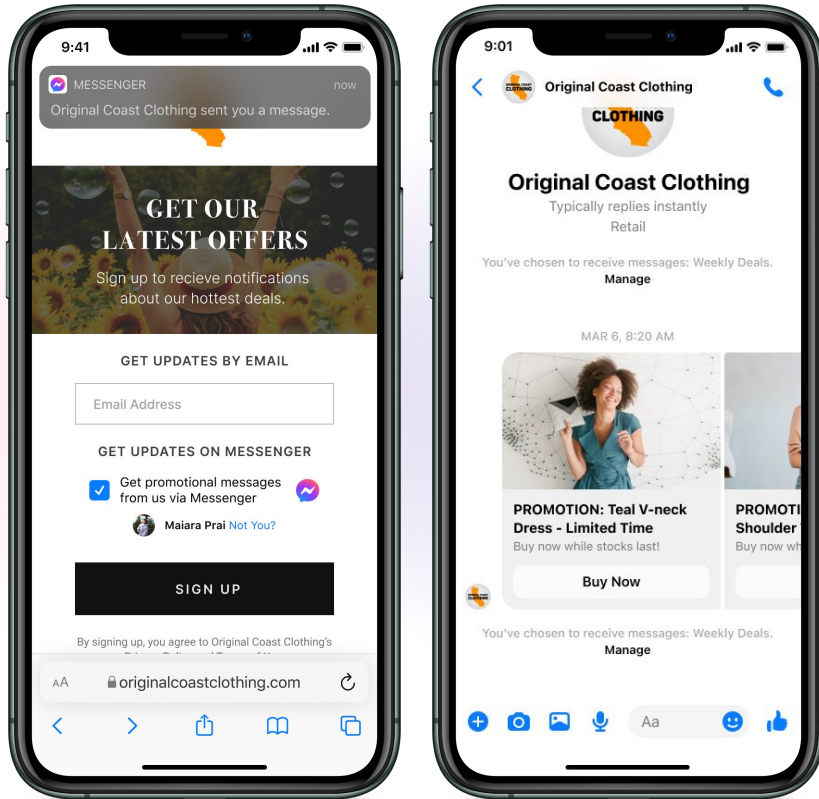 9:41
MESSENGER
now
Original Coast Clothing sent you a message.
GET OUR
LATEST OFFERS
Sign up to recieve notifications
about our hottest deals.
GET UPDATES BY EMAIL
Email Address
GET UPDATES ON MESSENGER
Get promotional messages
from us via Messenger
Maiara Prai Not You?
SIGN UP
By signing up, you agree to Original Coast Clothing's
AA
originalcoastclothing.com
9:01
ORIGINAL COAST
CLOTHING
Original Coast Clothing
CLOTHING
Original Coast Clothing
Typically replies instantly
Retail
You've chosen to receive messages: Weekly Deals.
Manage
MAR 6, 8:20 AM
PROMOTION: Teal V-neck
Dress - Limited Time
Buy now while stocks last!
Buy Now
PROMOTI
Shoulder
Buy now wh
You've chosen to receive messages: Weekly Deals.
Manage
Aa